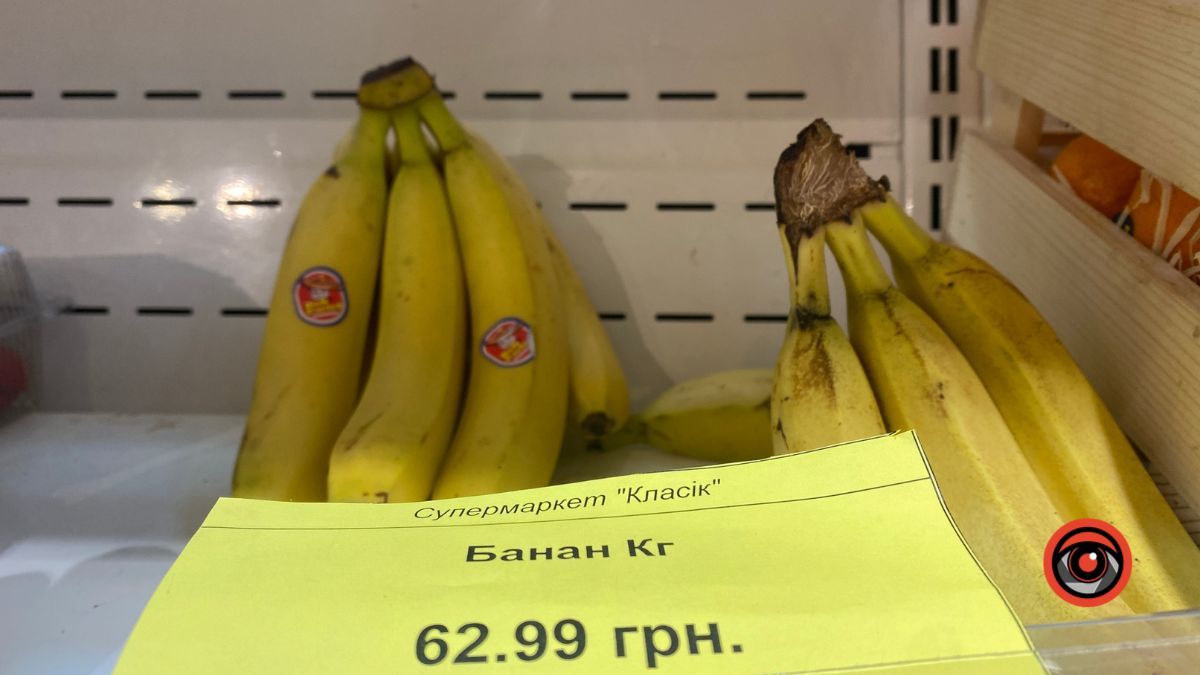 Супермаркет "Класік"
Банан Кг
62.99 грн.